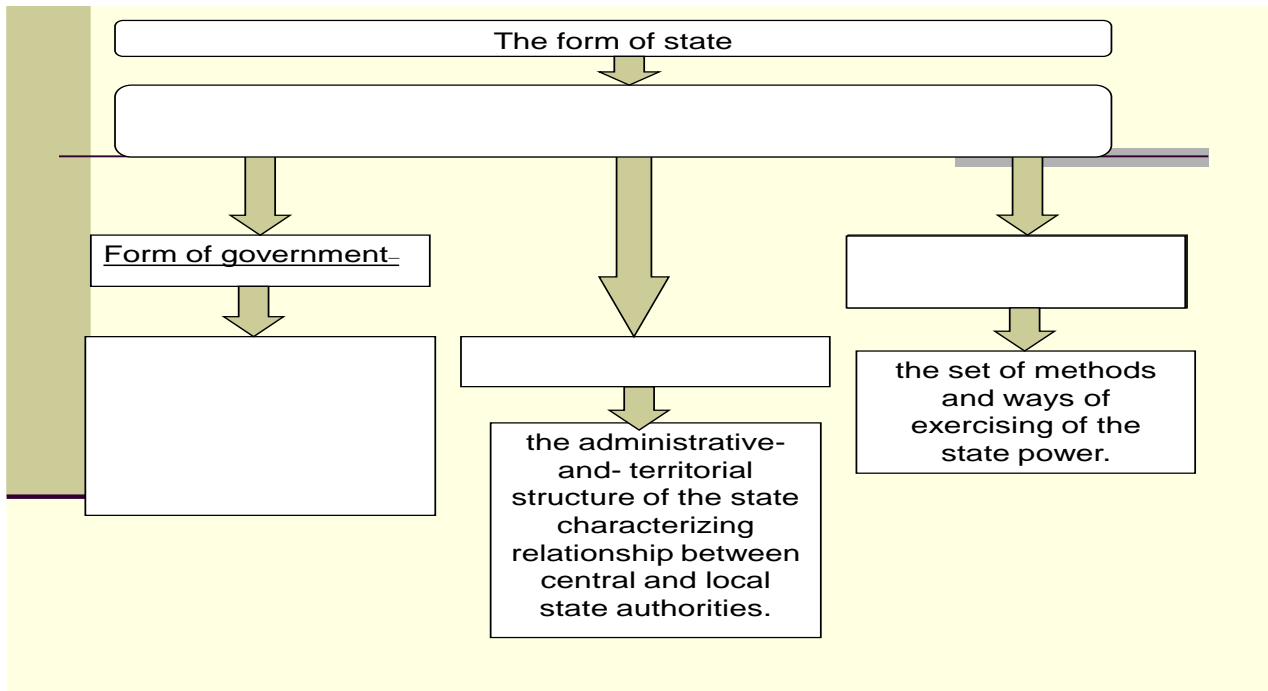 The form of state
Form of government–
the set of methods
and ways of
exercising of the
state power.
the administrative-
and- territorial
structure of the state
characterizing
relationship between
central and local
state authorities.